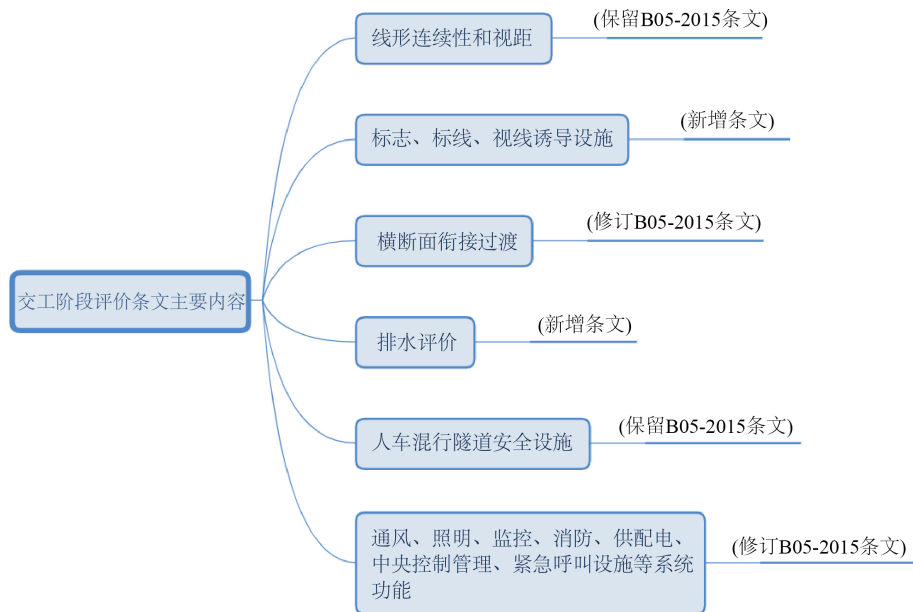 线形连续性和视距
(保留B05-2015条文)
标志、标线、视线诱导设施
(新增条文)
横断面衔接过渡
(修订B05-2015条文)
交工阶段评价条文主要内容
排水评价
(新增条文)
人车混行隧道安全设施
(保留B05-2015条文)
通风、照明、监控、消防、供配电、
中央控制管理、紧急呼叫设施等系统
功能
(修订B05-2015条文)